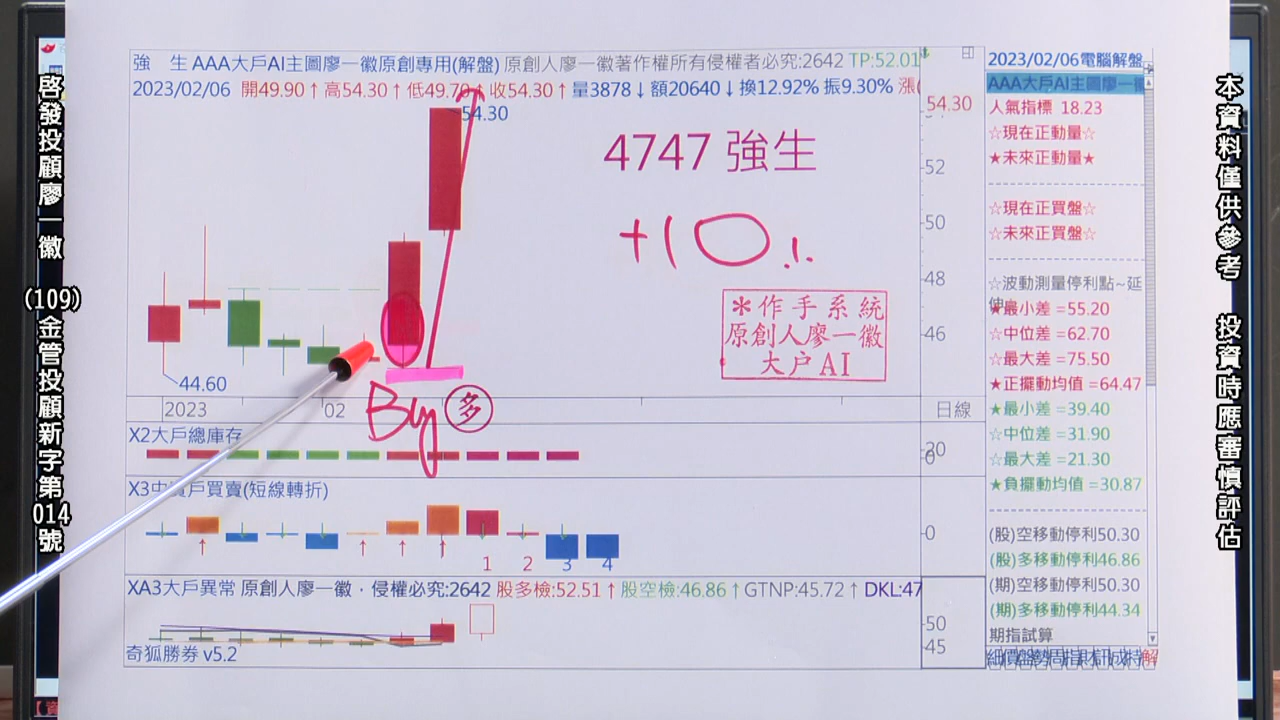 啓發投顧廖一徽
(109)金管投顧新字第014號
強 生 AAA大戶AI主圖廖一徽原創專用(解盤) 原創人廖一徽著作權所有侵權者必究:2642 TP:52.01
2023/02/06 開49.90↑高54.30↑低49.70↑收54.30↑量3878↓額20640↓換12.92% 振9.30% 漲(
54.30
4747 強生
+10%
*作手系統
原創人廖一徽
大户AI
44.60
54.30
52
50
48
46
2023
02
日線
By 多
X2大戶總庫存
20
0
X3中實戶買賣(短線轉折)
0
1 2 3 4
XA3大戶異常 原創人廖一徽·侵權必究:2642 股多檢:52.51↑股空檢:46.86↑GTNP:45.72↑DKL:47
50
45
奇狐勝券 v5.2
2023/02/06電腦解盤
AAA大戶AI主圖廖一徽
人氣指標 18.23
☆現在正動量☆
★未來正動量★
☆現在正買盤☆
☆未來正買盤☆
☆波動測量停利點~延伸
★最小差 =55.20
☆中位差 =62.70
☆最大差 =75.50
★正擺動均值 =64.47
★最小差 =39.40
☆中位差 =31.90
☆最大差 =21.30
★負擺動均值 =30.87
(股)空移動停利50.30
(股)多移動停利46.86
(期)空移動停利50.30
(期)多移動停利44.34
期指試算
本資料僅供參考 投資時應審慎評估